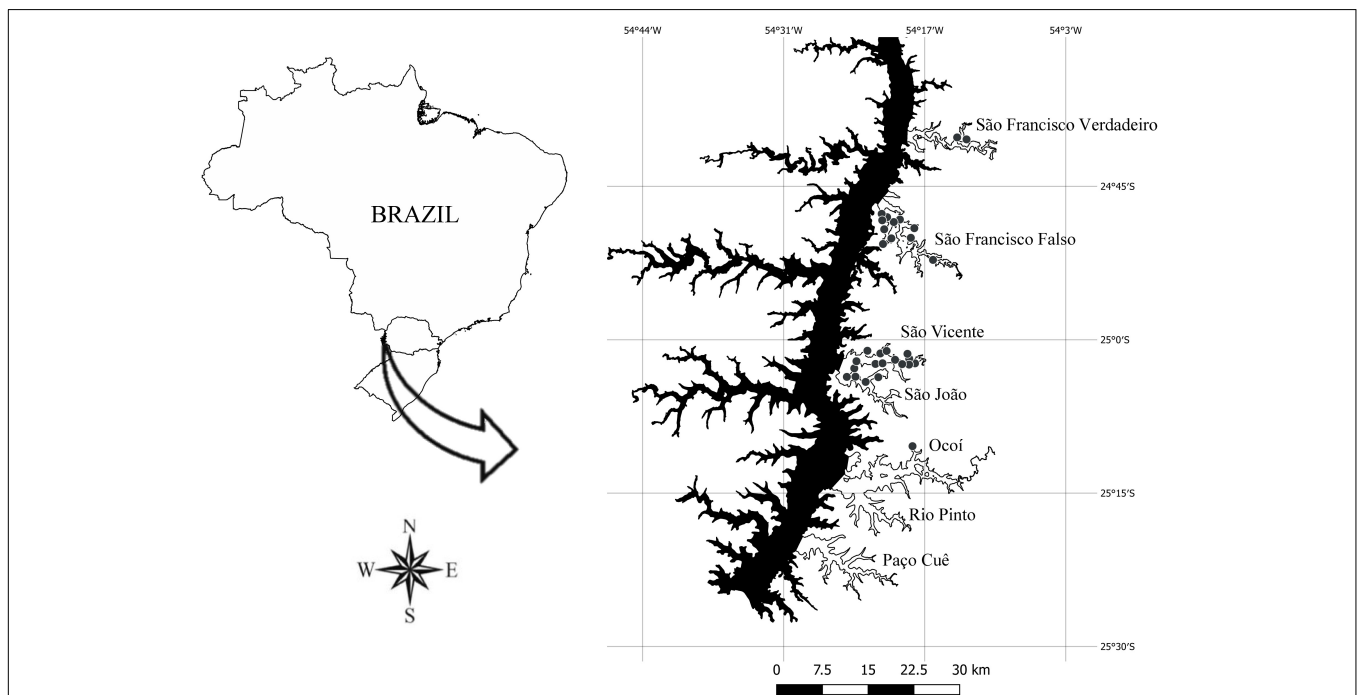 54°44'W 54°31'W 54°17'W 54°3'W
São Francisco Verdadeiro
24°45'S
BRAZIL
São Francisco Falso
São Vicente
25°0'S
São João
Ocoí
25°15'S
Rio Pinto
N
Paço Cuê
W E
S
25°30'S
0 7.5 15 22.5 30 km